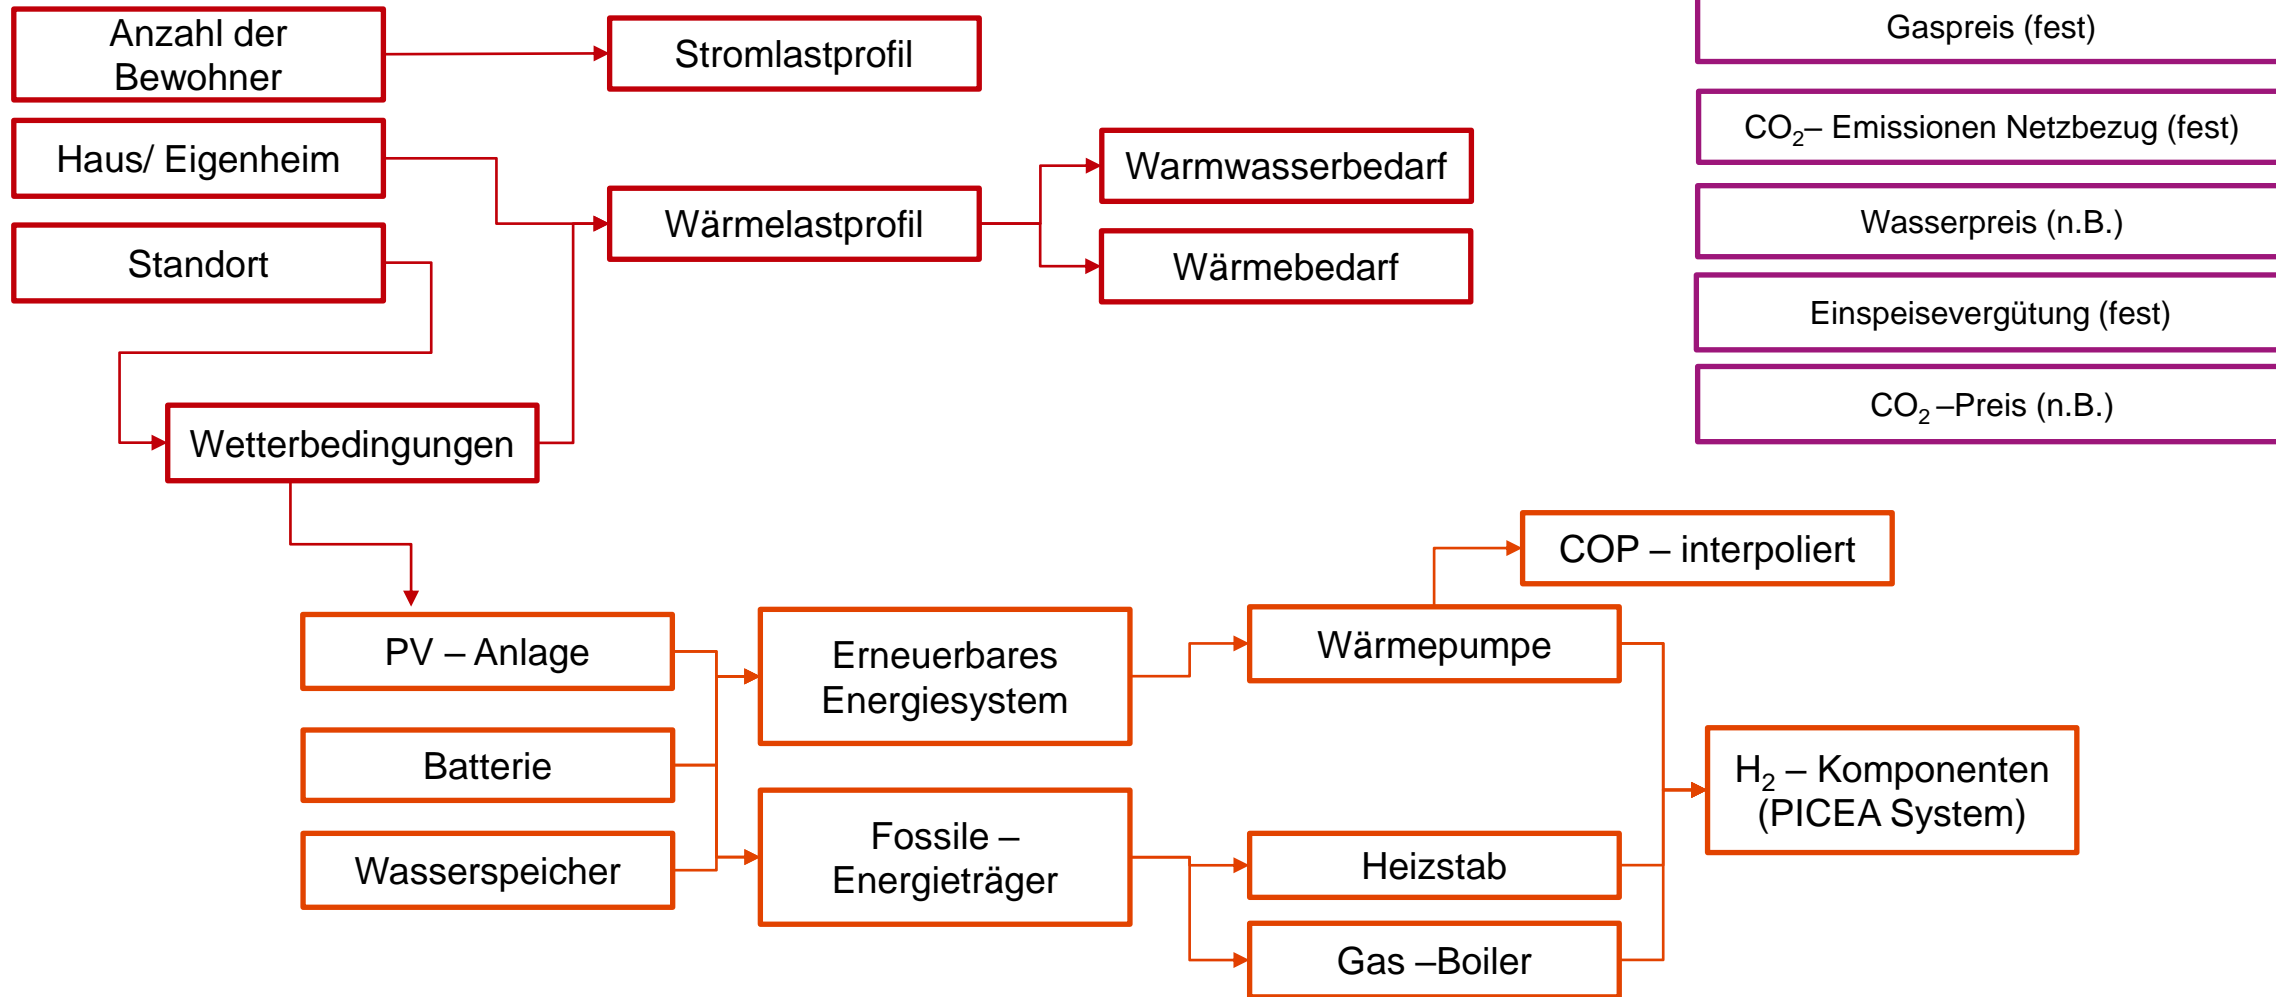 Anzahl der
Bewohner
Stromlastprofil
Haus/ Eigenheim
Standort
Wärmelastprofil
Warmwasserbedarf
Wärmebedarf
Wetterbedingungen
Gaspreis (fest)
CO₂– Emissionen Netzbezug (fest)
Wasserpreis (n.B.)
Einspeisevergütung (fest)
CO₂ –Preis (n.B.)
COP – interpoliert
PV – Anlage
Batterie
Wasserspeicher
Erneuerbares
Energiesystem
Fossile –
Energieträger
Wärmepumpe
Heizstab
Gas –Boiler
H₂ – Komponenten
(PICEA System)